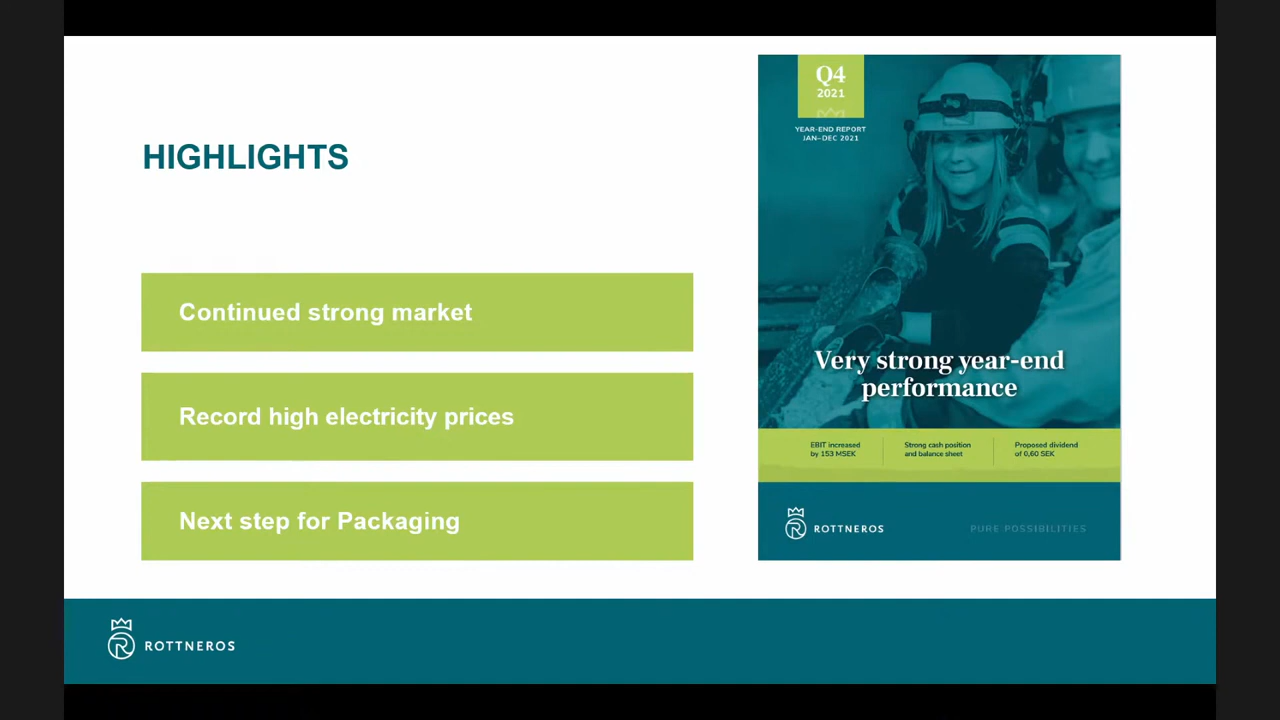 HIGHLIGHTS
Continued strong market
Record high electricity prices
Next step for Packaging
Q4
2021
YEAR-END REPORT
JAN–DEC 2021
Very strong year-end
performance
EBIT increased
by 153 MSEK
Strong cash position
and balance sheet
Proposed dividend
of 0,60 SEK
ROTTNEROS
PURE POSSIBILITIES
ROTTNEROS